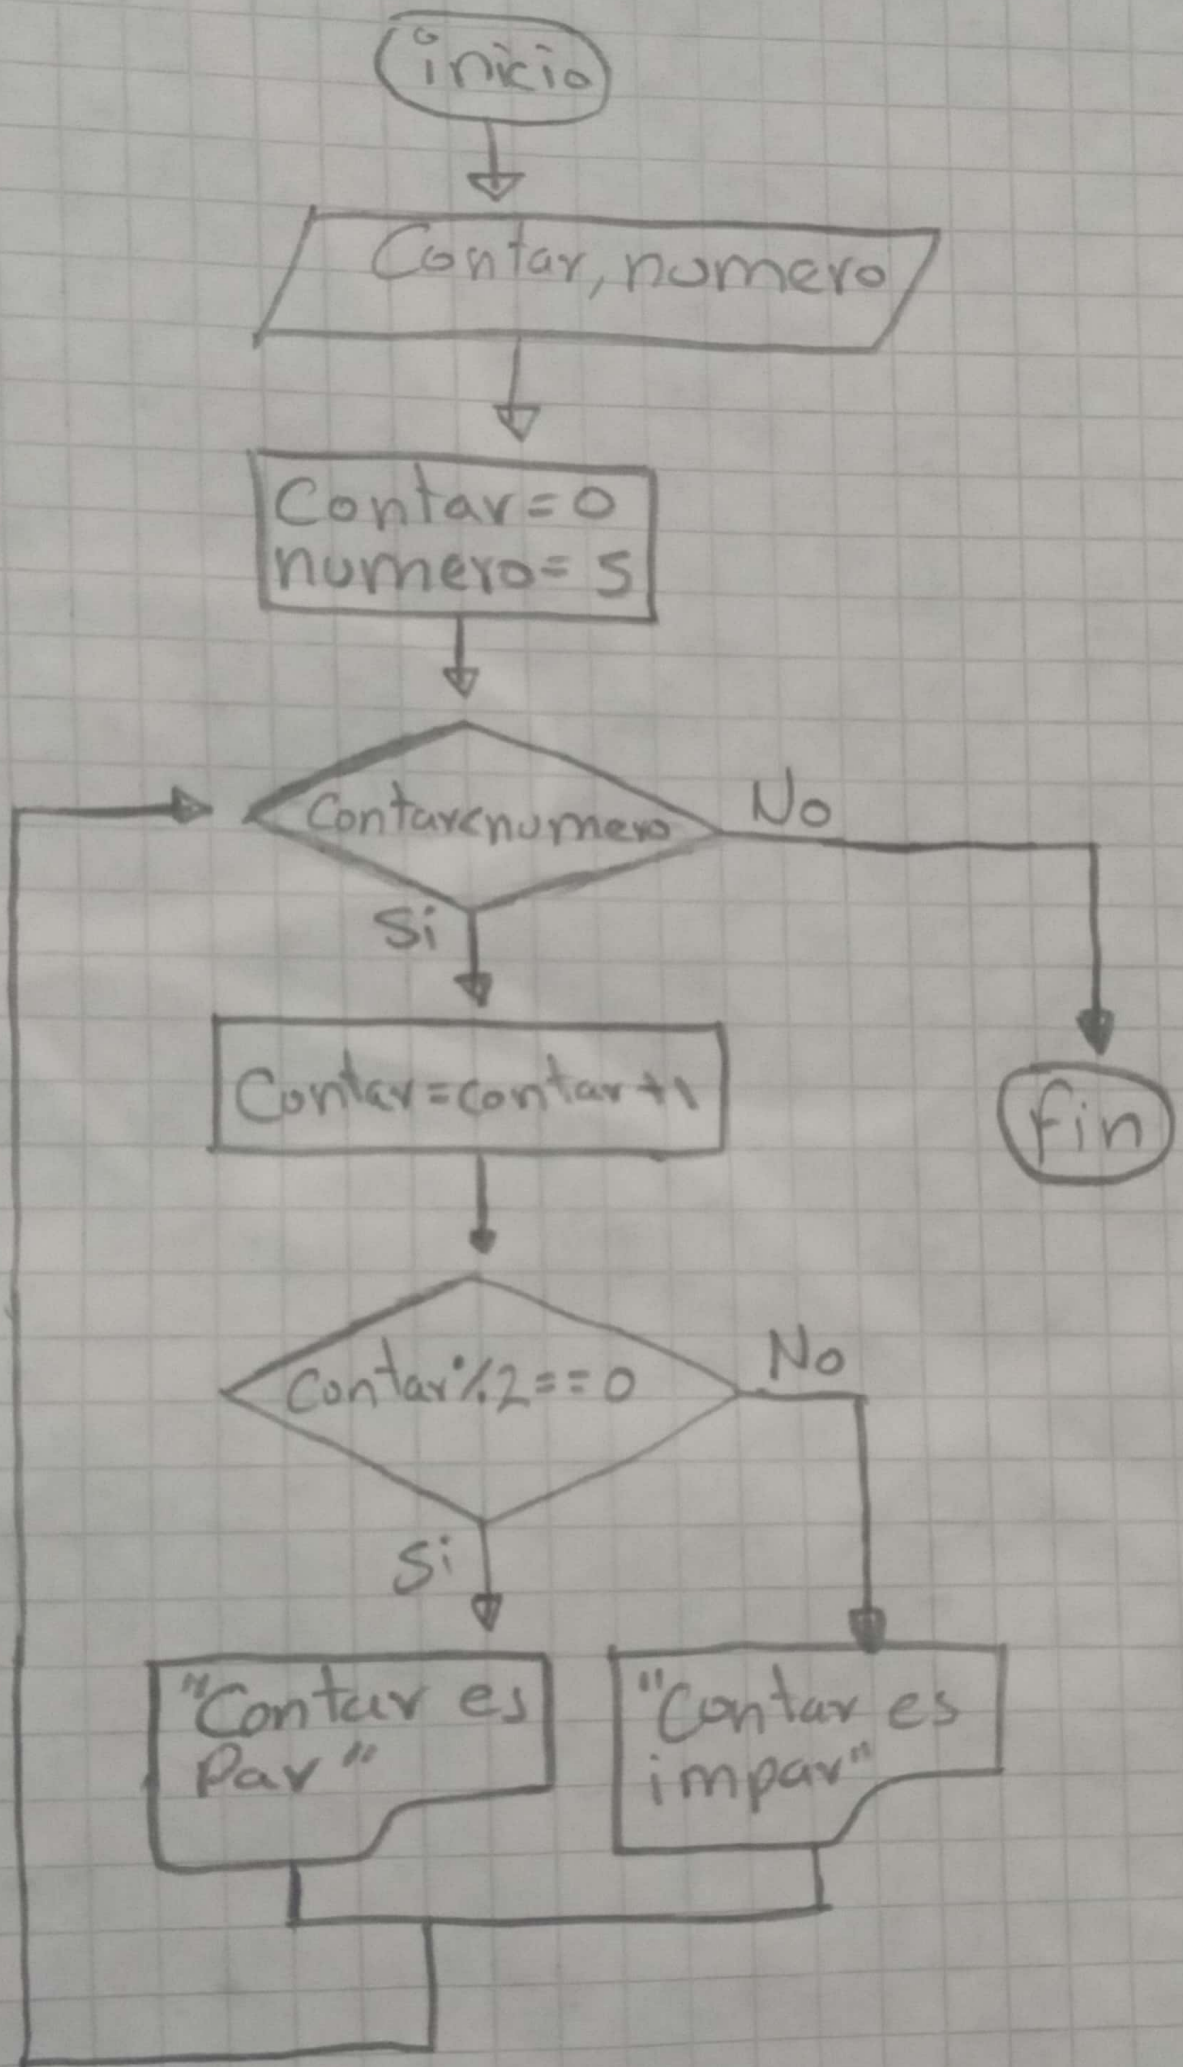 inicio
Contar, numero
Contar=0
numero=5
Contar<numero
No
Si
Contar=contar+1
fin
Contar%2==0
No
Si
"Contar es
Par"
"Contar es
impar"